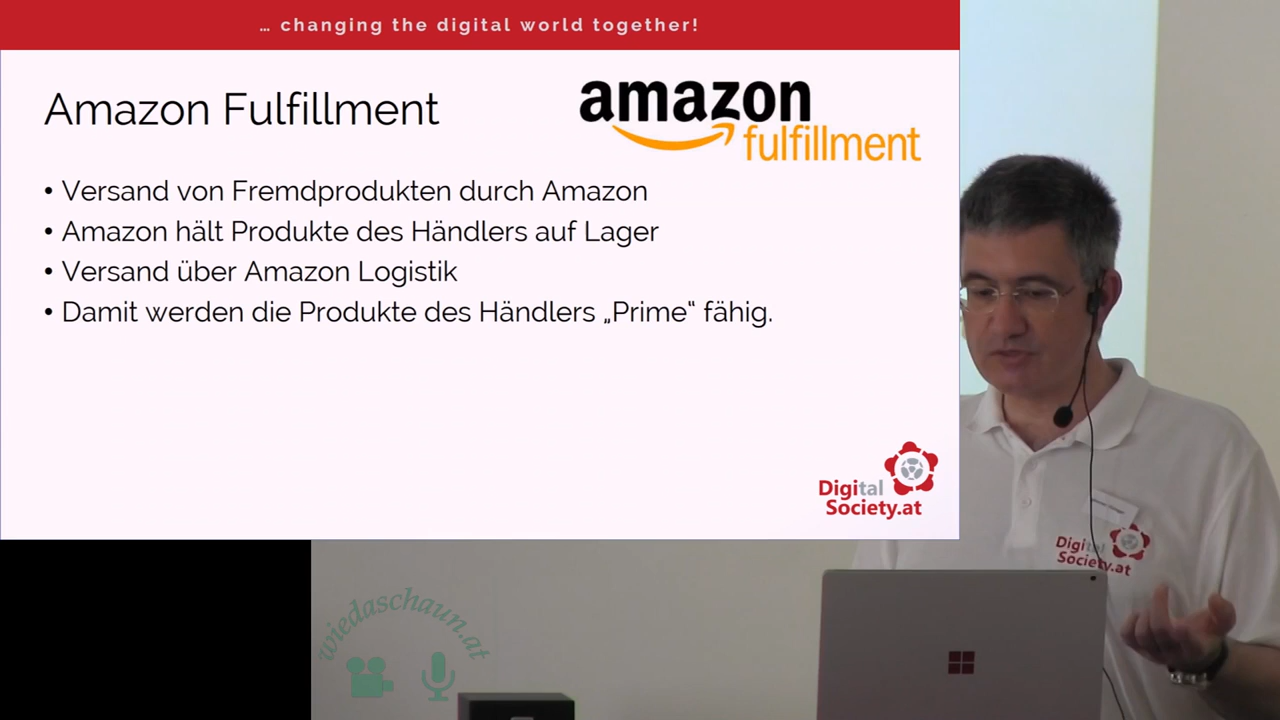 … changing the digital world together!
Amazon Fulfillment
amazon
fulfillment
• Versand von Fremdprodukten durch Amazon
• Amazon hält Produkte des Händlers auf Lager
• Versand über Amazon Logistik
• Damit werden die Produkte des Händlers „Prime“ fähig.
Digital
Society.at
Digital
Society.at
wiedaschaun.at